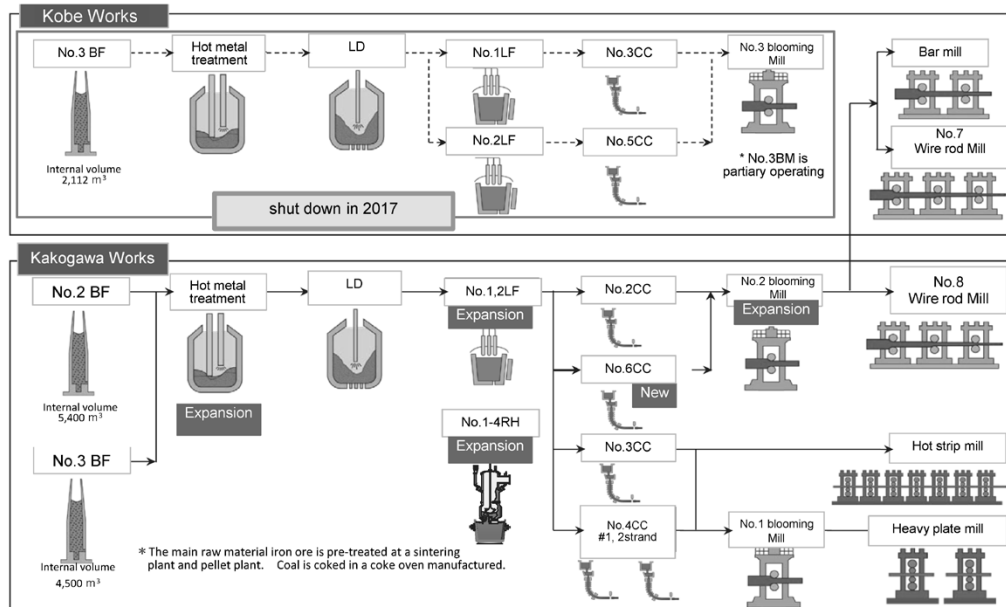 Kobe Works
No.3 BF
Hot metal
treatment
LD
No.1LF
No.3CC
No.3 blooming
Mill
Bar mill
No.2LF
No.5CC
No.7
Wire rod Mill
Internal volume
2,112 m³
* No.3BM is
partiary operating
shut down in 2017
Kakogawa Works
No.2 BF
Hot metal
treatment
LD
No.1,2LF
Expansion
No.2CC
No.2 blooming
Mill
Expansion
No.8
Wire rod Mill
Internal volume
5,400 m³
Expansion
No.6CC
New
No.1-4RH
Expansion
No.3 BF
No.3CC
Hot strip mill
No.4CC
#1, 2strand
No.1 blooming
Mill
Heavy plate mill
Internal volume
4,500 m³
* The main raw material iron ore is pre-treated at a sintering
plant and pellet plant. Coal is coked in a coke oven manufactured.